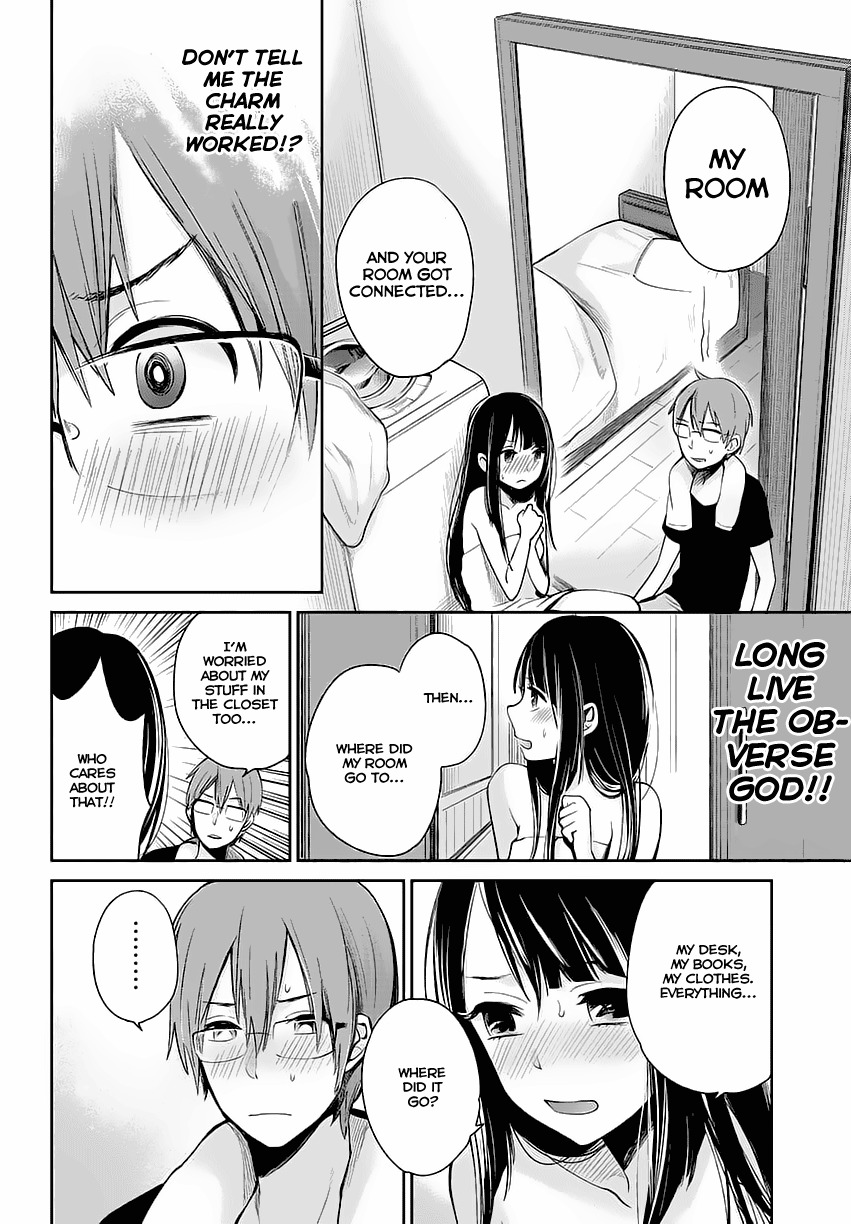 MY
ROOM
AND YOUR
ROOM GOT
CONNECTED...
DON'T TELL
ME THE
CHARM
REALLY
WORKED!?
LONG
LIVE
THE OB-
VERSE
GOD!!
THEN...
WHERE DID
MY ROOM
GO TO...
I'M
WORRIED
ABOUT MY
STUFF IN
THE CLOSET
TOO...
WHO
CARES
ABOUT
THAT!!
MY DESK,
MY BOOKS,
MY CLOTHES.
EVERYTHING...
WHERE
DID IT
GO?
.........